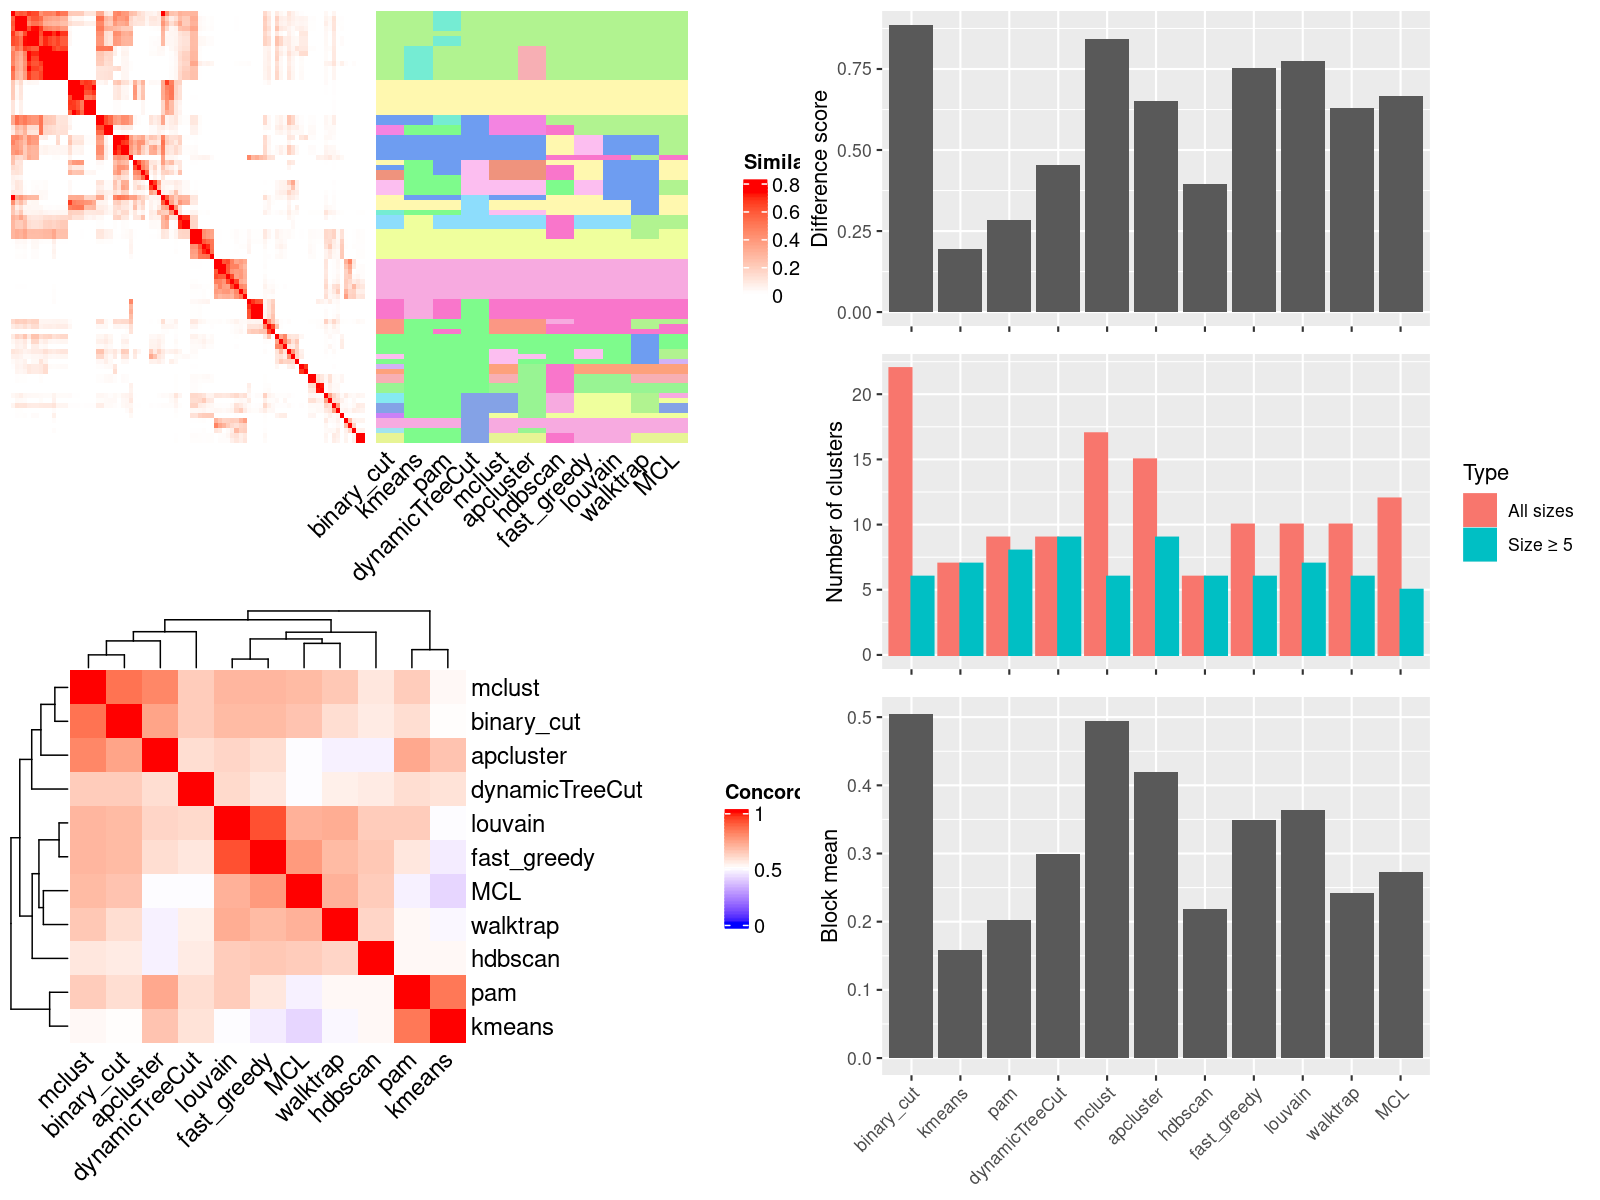 Simila
0.8
0.6
0.4
0.2
0
binary_cut
kmeans
pam
dynamicTreeCut
mclust
apcluster
hdbscan
fast_greedy
louvain
walktrap
MCL
mclust
binary_cut
apcluster
dynamicTreeCut
louvain
fast_greedy
MCL
walktrap
hdbscan
pam
kmeans
Concord
1
0.5
0
mclust
binary_cut
apcluster
dynamicTreeCut
louvain
fast_greedy
MCL
walktrap
hdbscan
pam
kmeans
Difference score
0.75
0.50
0.25
0.00
Number of clusters
20
15
10
5
0
Type
All sizes
Size ≥ 5
Block mean
0.5
0.4
0.3
0.2
0.1
0.0
binary_cut
kmeans
pam
dynamicTreeCut
mclust
apcluster
hdbscan
fast_greedy
louvain
walktrap
MCL